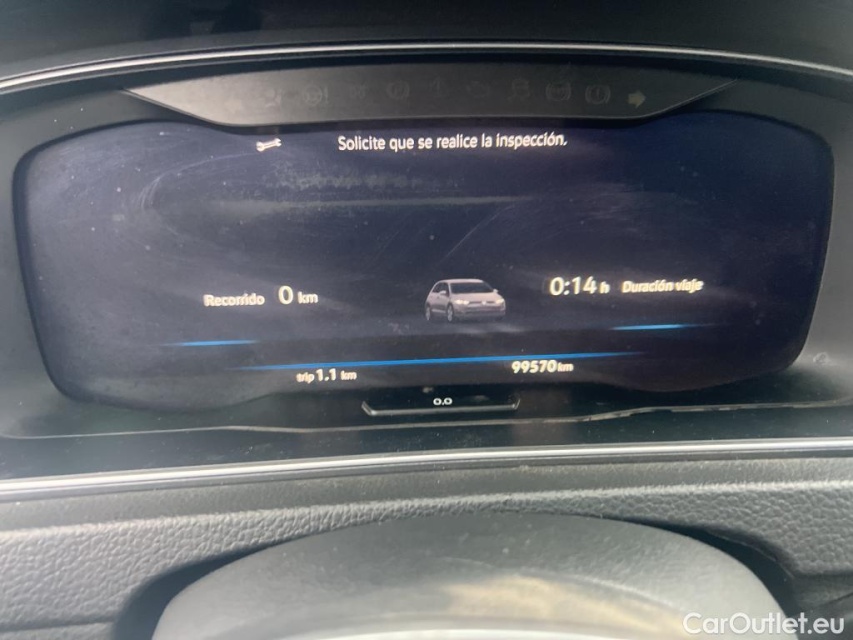 Solicite que se realice la inspección.
Recorrido 0 km
0:14 h Duración viaje
trip 1.1 km
99570 km
0.0
CarOutlet.eu